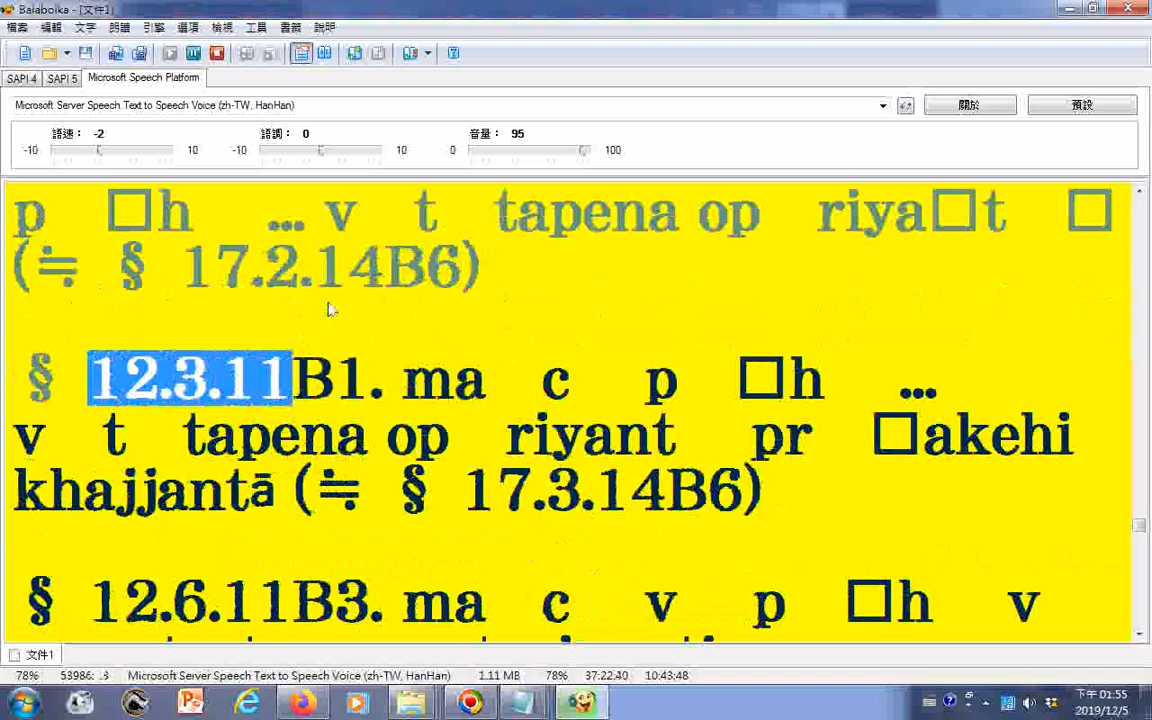 Balabolka - [文件1]
檔案 編輯 文字 朗讀 引擎 選項 檢視 工具 書籤 說明
SAPI 4 SAPI 5 Microsoft Speech Platform
Microsoft Server Speech Text to Speech Voice (zh-TW, HanHan) 關於 預設
語速： -2 語調： 0 音量： 95
-10 10 -10 10 0 100
p □h ... v t tapena op riya□t □
(≒ § 17.2.14B6)
§ 12.3.11B1. ma c p □h ...
v t tapena op riyant pr □akehi
khajjantā (≒ § 17.3.14B6)
§ 12.6.11B3. ma c v p □h v
文件1
78% Microsoft Server Speech Text to Speech Voice (zh-TW, HanHan) 1.11 MB 78% 37:22:40 10:43:48
下午 01:55
2019/12/5